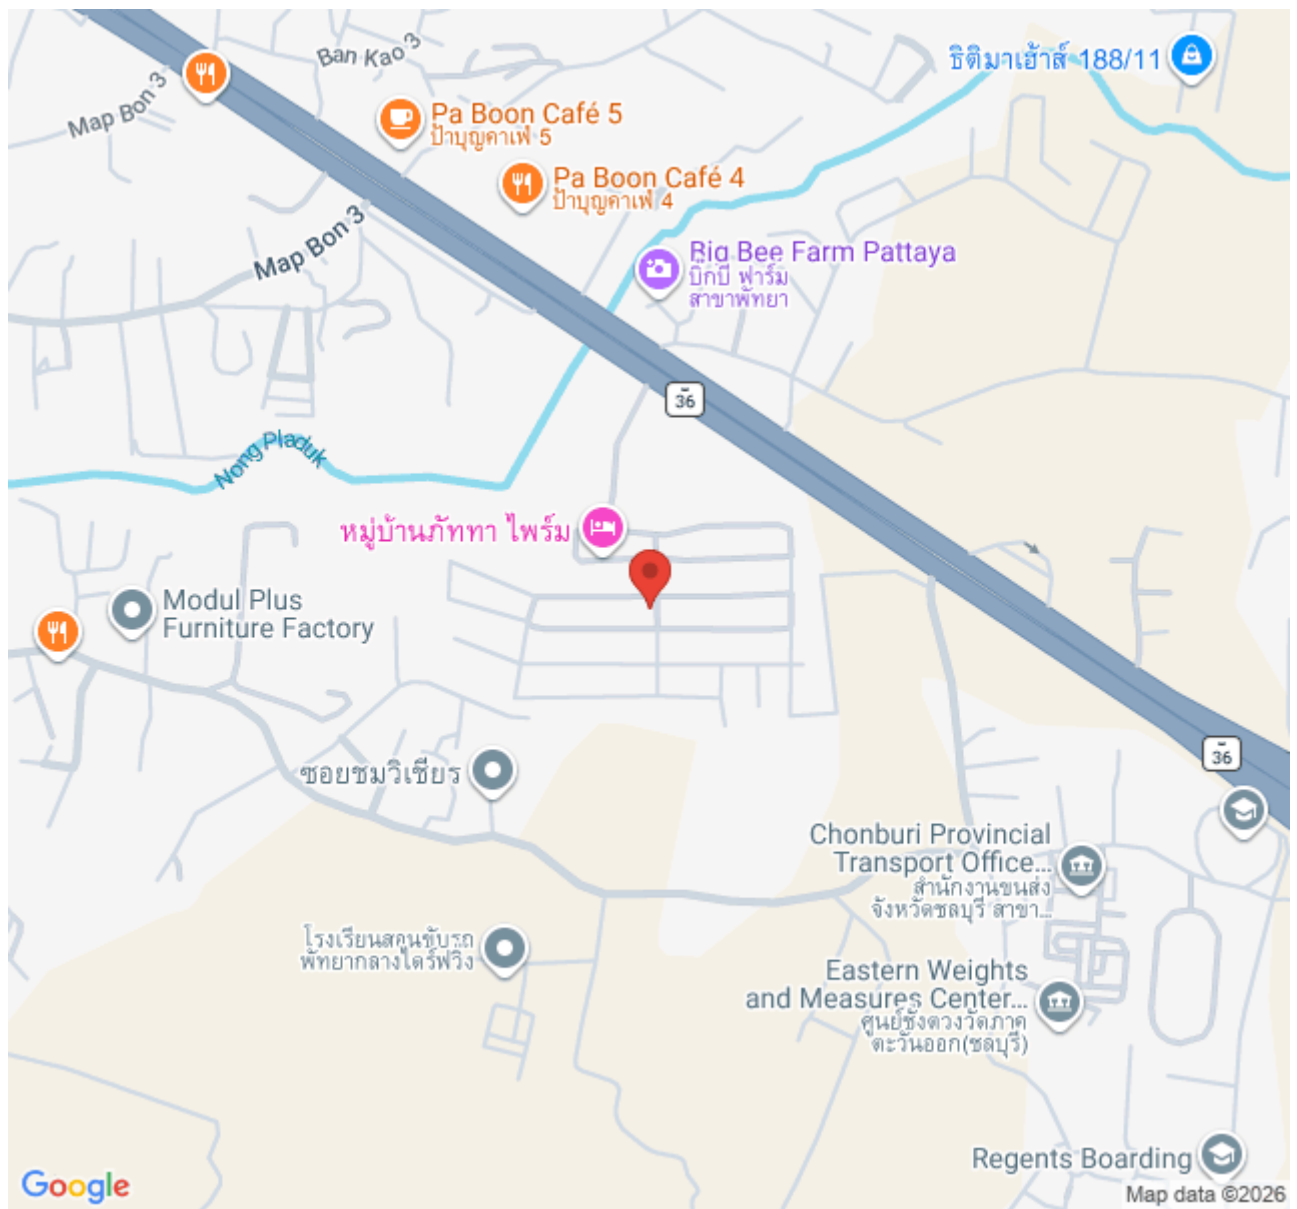 Ban Kao 3
ธิติมาเฮ้าส์ 188/11
Map Bon 3
Pa Boon Café 5
ป้าบุญคาเฟ่ 5
Pa Boon Café 4
ป้าบุญคาเฟ่ 4
Map Bon 3
Big Bee Farm Pattaya
บิ๊กบี ฟาร์ม
สาขาพัทยา
36
Nong Pladuk
หมู่บ้านภัททา ไพร์ม
Modul Plus
Furniture Factory
36
ซอยชมวิเชียร
Chonburi Provincial
Transport Office...
สำนักงานขนส่ง
จังหวัดชลบุรี สาขา...
โรงเรียนสอนขับรถ
พัทยากลางไดร์ฟวิ่ง
Eastern Weights
and Measures Center...
ศูนย์ชั่งตวงวัดภาค
ตะวันออก(ชลบุรี)
Regents Boarding
Google
Map data ©2026